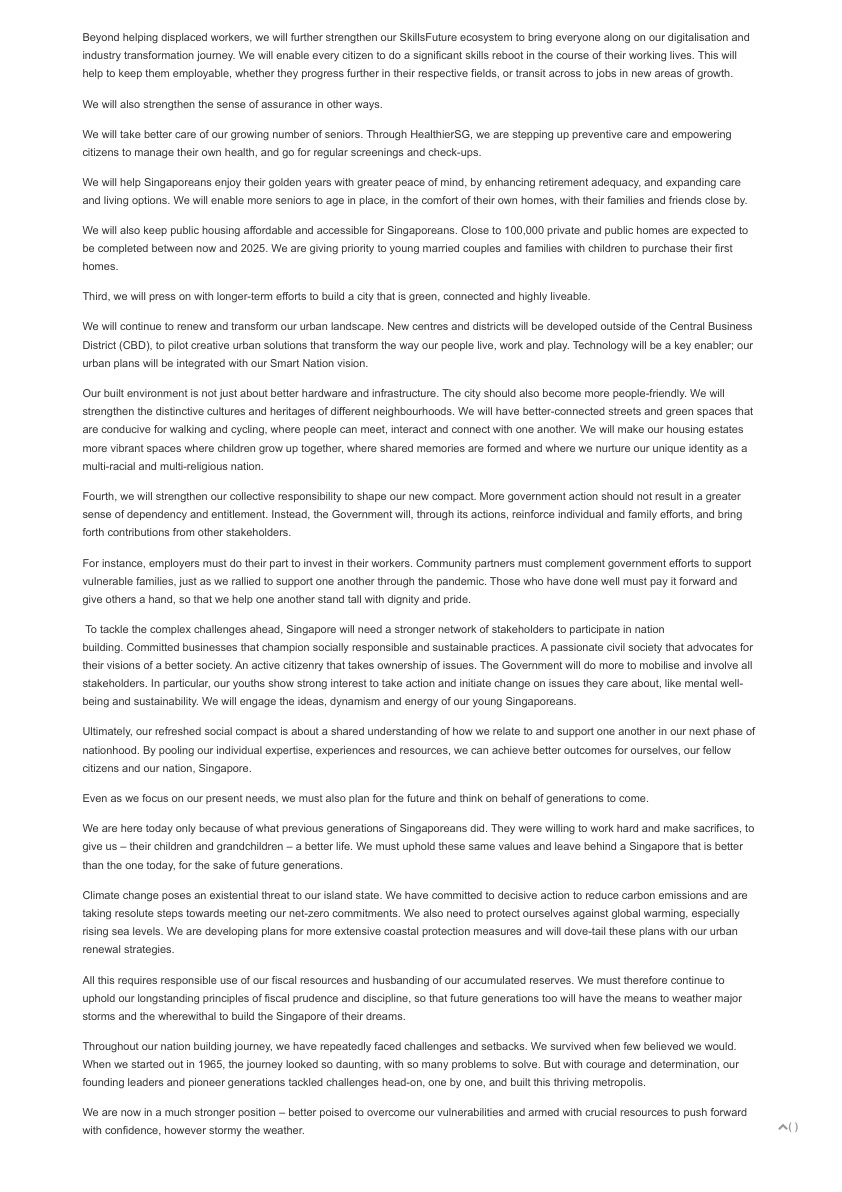 Beyond helping displaced workers, we will further strengthen our SkillsFuture ecosystem to bring everyone along on our digitalisation and
industry transformation journey. We will enable every citizen to do a significant skills reboot in the course of their working lives. This will
help to keep them employable, whether they progress further in their respective fields, or transit across to jobs in new areas of growth.
We will also strengthen the sense of assurance in other ways.
We will take better care of our growing number of seniors. Through HealthierSG, we are stepping up preventive care and empowering
citizens to manage their own health, and go for regular screenings and check-ups.
We will help Singaporeans enjoy their golden years with greater peace of mind, by enhancing retirement adequacy, and expanding care
and living options. We will enable more seniors to age in place, in the comfort of their own homes, with their families and friends close by.
We will also keep public housing affordable and accessible for Singaporeans. Close to 100,000 private and public homes are expected to
be completed between now and 2025. We are giving priority to young married couples and families with children to purchase their first
homes.
Third, we will press on with longer-term efforts to build a city that is green, connected and highly liveable.
We will continue to renew and transform our urban landscape. New centres and districts will be developed outside of the Central Business
District (CBD), to pilot creative urban solutions that transform the way our people live, work and play. Technology will be a key enabler; our
urban plans will be integrated with our Smart Nation vision.
Our built environment is not just about better hardware and infrastructure. The city should also become more people-friendly. We will
strengthen the distinctive cultures and heritages of different neighbourhoods. We will have better-connected streets and green spaces that
are conducive for walking and cycling, where people can meet, interact and connect with one another. We will make our housing estates
more vibrant spaces where children grow up together, where shared memories are formed and where we nurture our unique identity as a
multi-racial and multi-religious nation.
Fourth, we will strengthen our collective responsibility to shape our new compact. More government action should not result in a greater
sense of dependency and entitlement. Instead, the Government will, through its actions, reinforce individual and family efforts, and bring
forth contributions from other stakeholders.
For instance, employers must do their part to invest in their workers. Community partners must complement government efforts to support
vulnerable families, just as we rallied to support one another through the pandemic. Those who have done well must pay it forward and
give others a hand, so that we help one another stand tall with dignity and pride.
To tackle the complex challenges ahead, Singapore will need a stronger network of stakeholders to participate in nation
building. Committed businesses that champion socially responsible and sustainable practices. A passionate civil society that advocates for
their visions of a better society. An active citizenry that takes ownership of issues. The Government will do more to mobilise and involve all
stakeholders. In particular, our youths show strong interest to take action and initiate change on issues they care about, like mental well-
being and sustainability. We will engage the ideas, dynamism and energy of our young Singaporeans.
Ultimately, our refreshed social compact is about a shared understanding of how we relate to and support one another in our next phase of
nationhood. By pooling our individual expertise, experiences and resources, we can achieve better outcomes for ourselves, our fellow
citizens and our nation, Singapore.
Even as we focus on our present needs, we must also plan for the future and think on behalf of generations to come.
We are here today only because of what previous generations of Singaporeans did. They were willing to work hard and make sacrifices, to
give us – their children and grandchildren – a better life. We must uphold these same values and leave behind a Singapore that is better
than the one today, for the sake of future generations.
Climate change poses an existential threat to our island state. We have committed to decisive action to reduce carbon emissions and are
taking resolute steps towards meeting our net-zero commitments. We also need to protect ourselves against global warming, especially
rising sea levels. We are developing plans for more extensive coastal protection measures and will dove-tail these plans with our urban
renewal strategies.
All this requires responsible use of our fiscal resources and husbanding of our accumulated reserves. We must therefore continue to
uphold our longstanding principles of fiscal prudence and discipline, so that future generations too will have the means to weather major
storms and the wherewithal to build the Singapore of their dreams.
Throughout our nation building journey, we have repeatedly faced challenges and setbacks. We survived when few believed we would.
When we started out in 1965, the journey looked so daunting, with so many problems to solve. But with courage and determination, our
founding leaders and pioneer generations tackled challenges head-on, one by one, and built this thriving metropolis.
We are now in a much stronger position – better poised to overcome our vulnerabilities and armed with crucial resources to push forward
with confidence, however stormy the weather.
( )